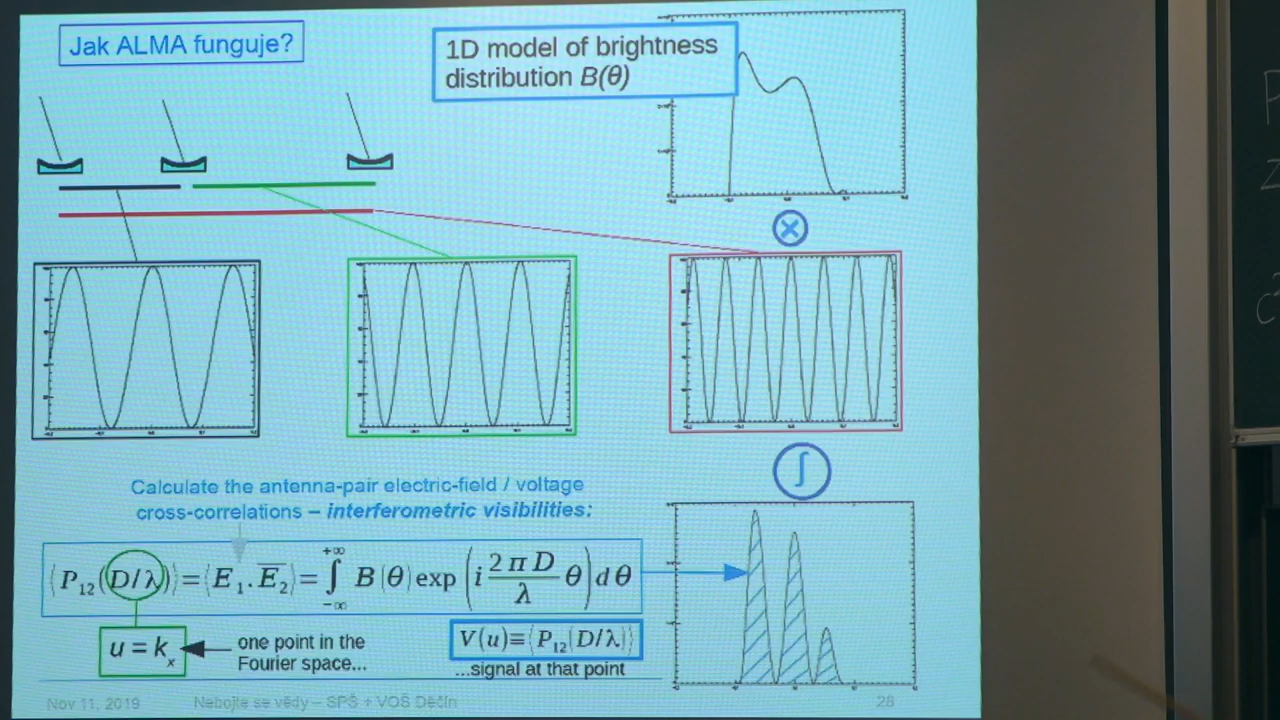 Jak ALMA funguje?
1D model of brightness
distribution B(θ)
Calculate the antenna-pair electric-field / voltage
cross-correlations – interferometric visibilities:
⟨P₁₂(D/λ)⟩=⟨E₁.E̅₂⟩=∫₋∞⁺∞ B(θ)exp(i 2πD/λ θ)dθ
u = kₓ
one point in the
Fourier space...
V(u)≡⟨P₁₂(D/λ)⟩
...signal at that point
Nov 11, 2019 Nebojte se vědy – SPŠ + VOŠ Děčín 28